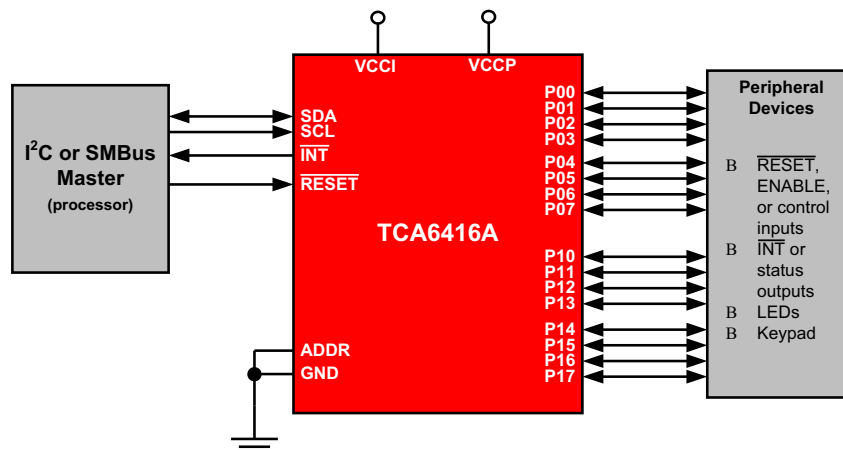 VCCI
VCCP
I²C or SMBus
Master
(processor)
SDA
SCL
INT
RESET
ADDR
GND
TCA6416A
P00
P01
P02
P03
P04
P05
P06
P07
P10
P11
P12
P13
P14
P15
P16
P17
Peripheral
Devices
B RESET,
ENABLE,
or control
inputs
B INT or
status
outputs
B LEDs
B Keypad